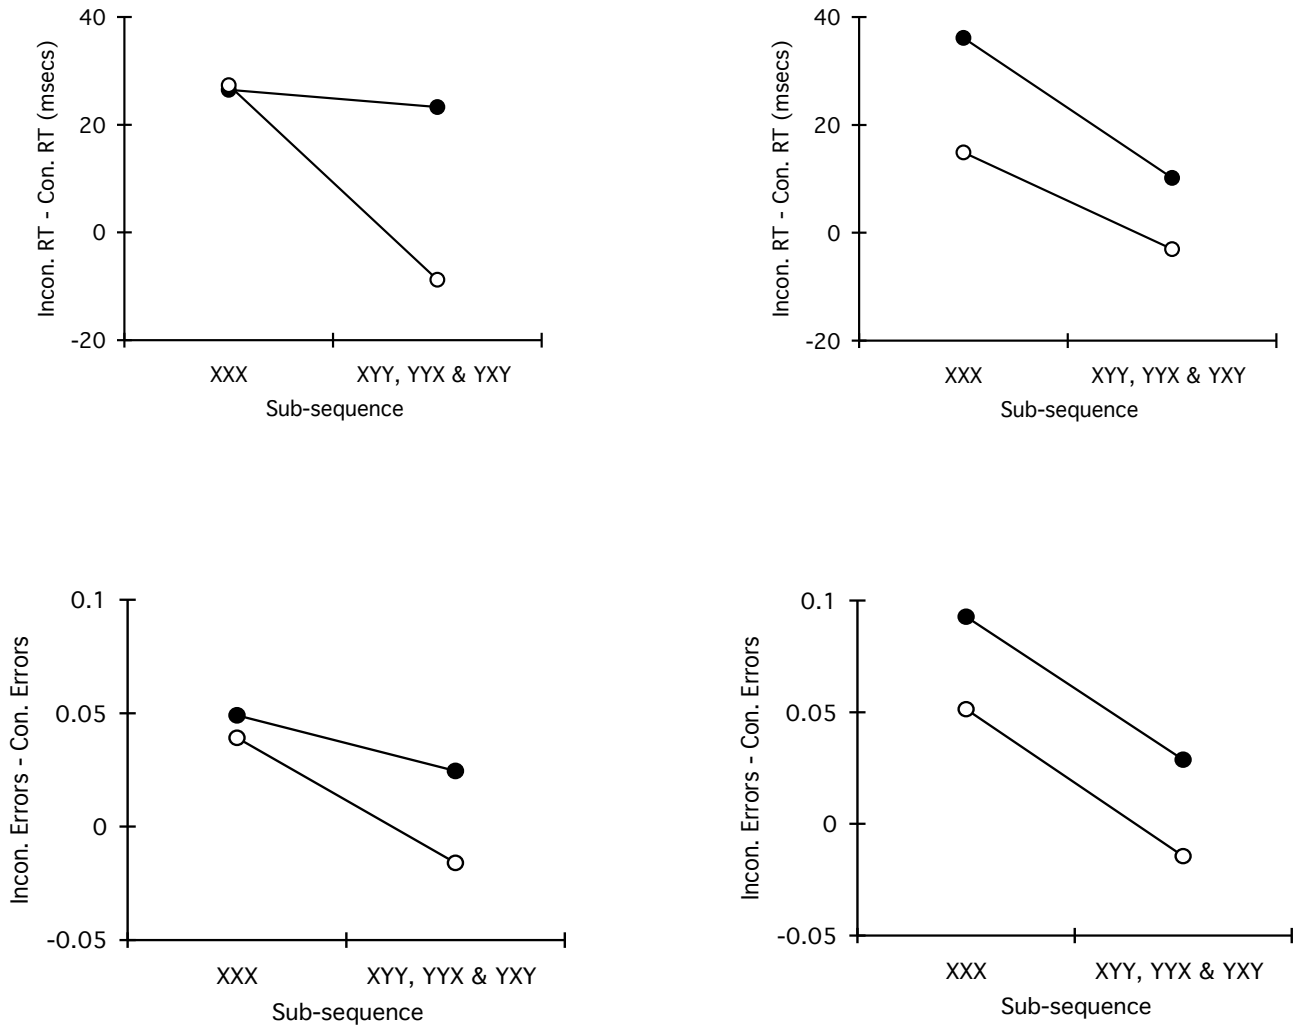 Incon. RT - Con. RT (msecs)
40
20
0
-20
XXX
XYY, YYX & YXY
Sub-sequence
Incon. RT - Con. RT (msecs)
40
20
0
-20
XXX
XYY, YYX & YXY
Sub-sequence
Incon. Errors - Con. Errors
0.1
0.05
0
-0.05
XXX
XYY, YYX & YXY
Sub-sequence
Incon. Errors - Con. Errors
0.1
0.05
0
-0.05
XXX
XYY, YYX & YXY
Sub-sequence